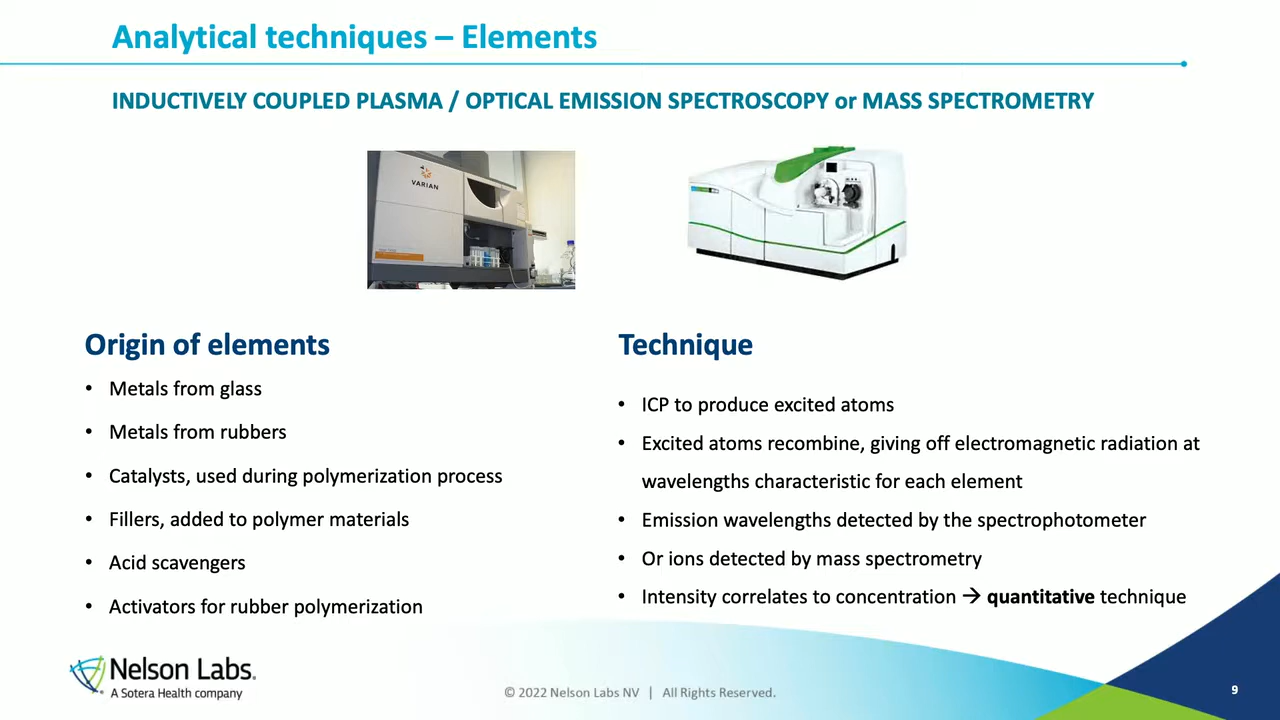 Analytical techniques – Elements
INDUCTIVELY COUPLED PLASMA / OPTICAL EMISSION SPECTROSCOPY or MASS SPECTROMETRY
VARIAN
Origin of elements
• Metals from glass
• Metals from rubbers
• Catalysts, used during polymerization process
• Fillers, added to polymer materials
• Acid scavengers
• Activators for rubber polymerization
Technique
• ICP to produce excited atoms
• Excited atoms recombine, giving off electromagnetic radiation at
wavelengths characteristic for each element
• Emission wavelengths detected by the spectrophotometer
• Or ions detected by mass spectrometry
• Intensity correlates to concentration → quantitative technique
Nelson Labs.
A Sotera Health company
© 2022 Nelson Labs NV | All Rights Reserved.
9